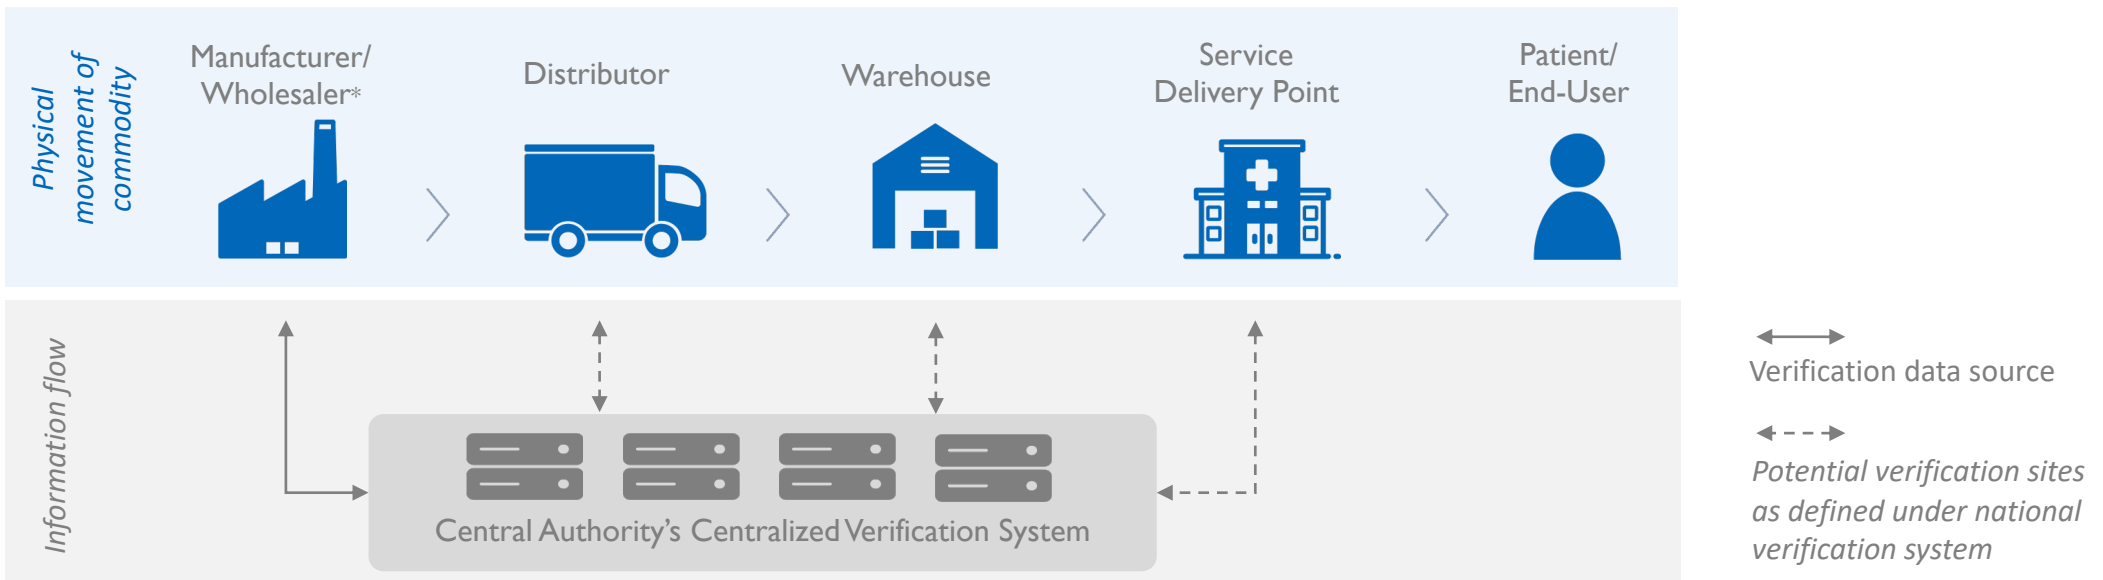 Physical
movement of
commodity
Manufacturer/
Wholesaler*
Distributor
Warehouse
Service
Delivery Point
Patient/
End-User
Information flow
Central Authority's Centralized Verification System
Verification data source
Potential verification sites
as defined under national
verification system